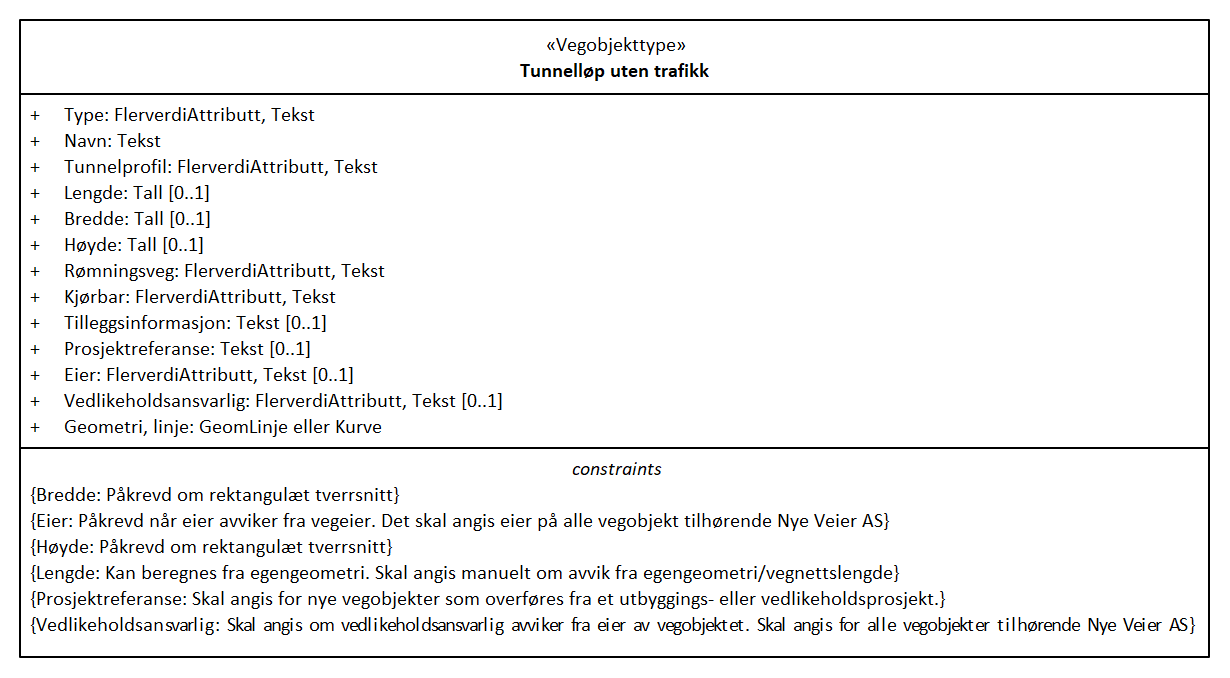 «Vegobjekttype»
Tunnelløp uten trafikk
+ Type: FlerverdiAttributt, Tekst
+ Navn: Tekst
+ Tunnelprofil: FlerverdiAttributt, Tekst
+ Lengde: Tall [0..1]
+ Bredde: Tall [0..1]
+ Høyde: Tall [0..1]
+ Rømningsveg: FlerverdiAttributt, Tekst
+ Kjørbar: FlerverdiAttributt, Tekst
+ Tilleggsinformasjon: Tekst [0..1]
+ Prosjektreferanse: Tekst [0..1]
+ Eier: FlerverdiAttributt, Tekst [0..1]
+ Vedlikeholdsansvarlig: FlerverdiAttributt, Tekst [0..1]
+ Geometri, linje: GeomLinje eller Kurve
constraints
{Bredde: Påkrevd om rektangulæt tverrsnitt}
{Eier: Påkrevd når eier avviker fra vegeier. Det skal angis eier på alle vegobjekt tilhørende Nye Veier AS}
{Høyde: Påkrevd om rektangulæt tverrsnitt}
{Lengde: Kan beregnes fra egengeometri. Skal angis manuelt om avvik fra egengeometri/vegnettslengde}
{Prosjektreferanse: Skal angis for nye vegobjekter som overføres fra et utbyggings- eller vedlikeholdsprosjekt.}
{Vedlikeholdsansvarlig: Skal angis om vedlikeholdsansvarlig avviker fra eier av vegobjektet. Skal angis for alle vegobjekter tilhørende Nye Veier AS}